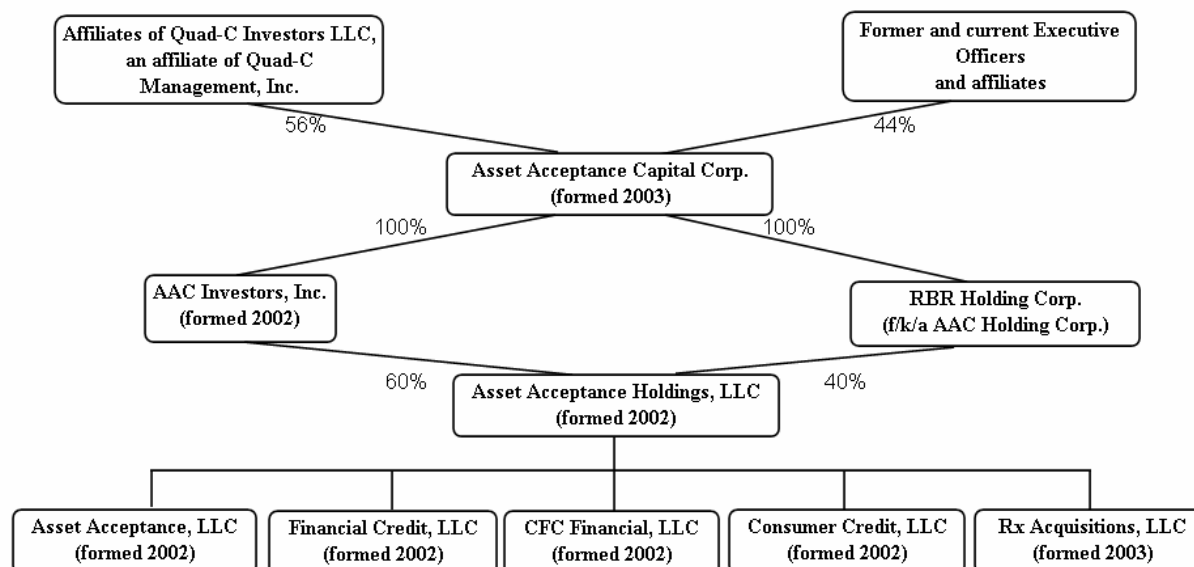 Affiliates of Quad-C Investors LLC,
an affiliate of Quad-C
Management, Inc.
Former and current Executive
Officers
and affiliates
56%
44%
Asset Acceptance Capital Corp.
(formed 2003)
100%
100%
AAC Investors, Inc.
(formed 2002)
RBR Holding Corp.
(f/k/a AAC Holding Corp.)
60%
40%
Asset Acceptance Holdings, LLC
(formed 2002)
Asset Acceptance, LLC
(formed 2002)
Financial Credit, LLC
(formed 2002)
CFC Financial, LLC
(formed 2002)
Consumer Credit, LLC
(formed 2002)
Rx Acquisitions, LLC
(formed 2003)